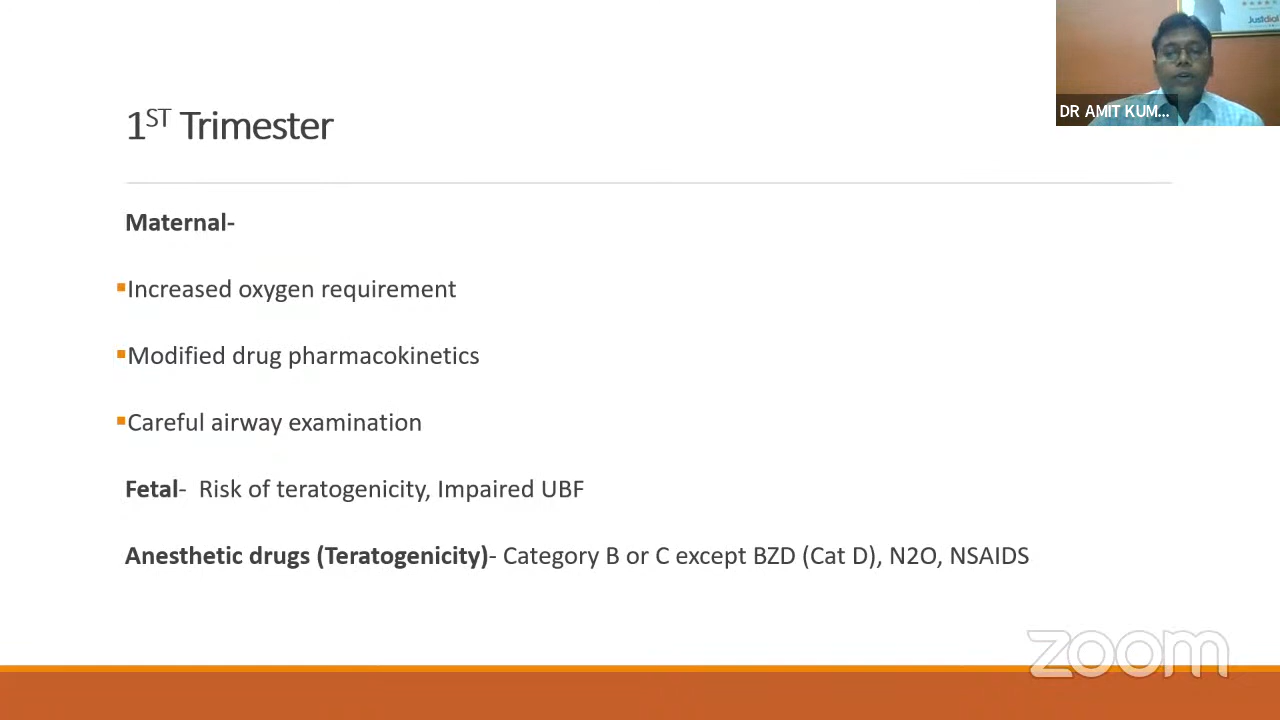 Justdial
DR AMIT KUM...
1ST Trimester
Maternal-
▪Increased oxygen requirement
▪Modified drug pharmacokinetics
▪Careful airway examination
Fetal- Risk of teratogenicity, Impaired UBF
Anesthetic drugs (Teratogenicity)- Category B or C except BZD (Cat D), N2O, NSAIDS
zoom